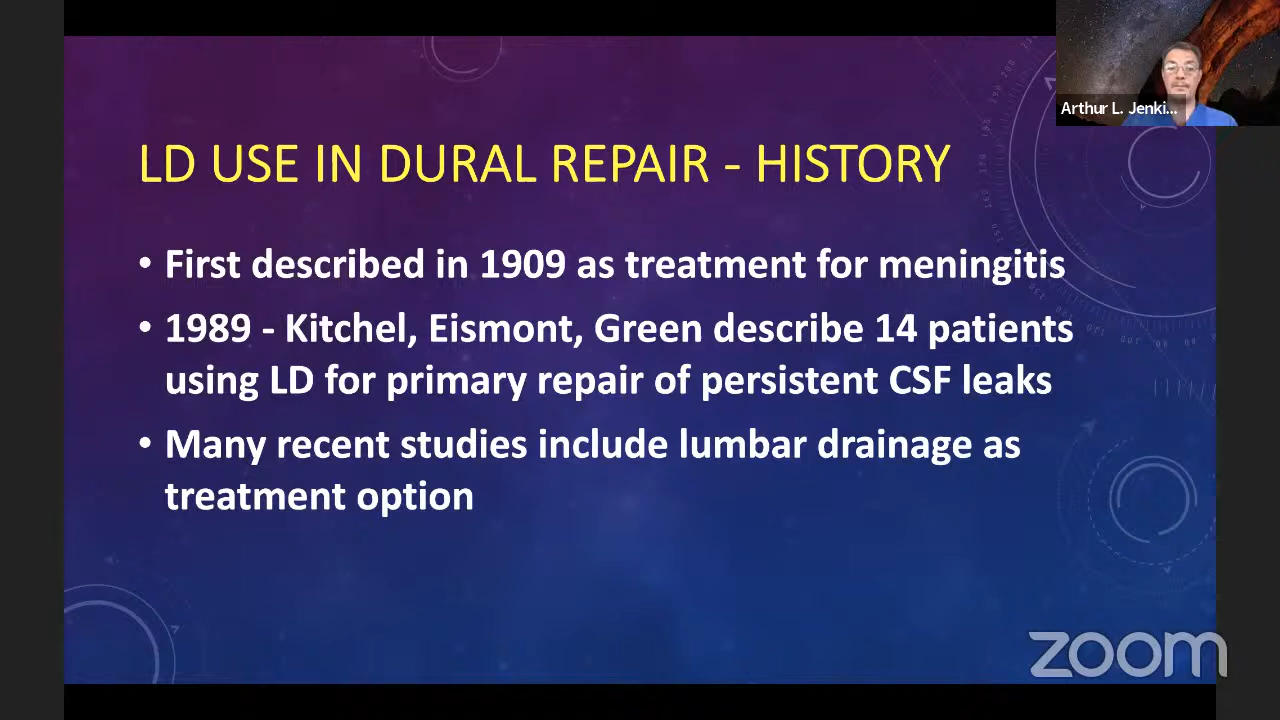 Arthur L. Jenki...
LD USE IN DURAL REPAIR - HISTORY
• First described in 1909 as treatment for meningitis
• 1989 - Kitchel, Eismont, Green describe 14 patients
using LD for primary repair of persistent CSF leaks
• Many recent studies include lumbar drainage as
treatment option
zoom